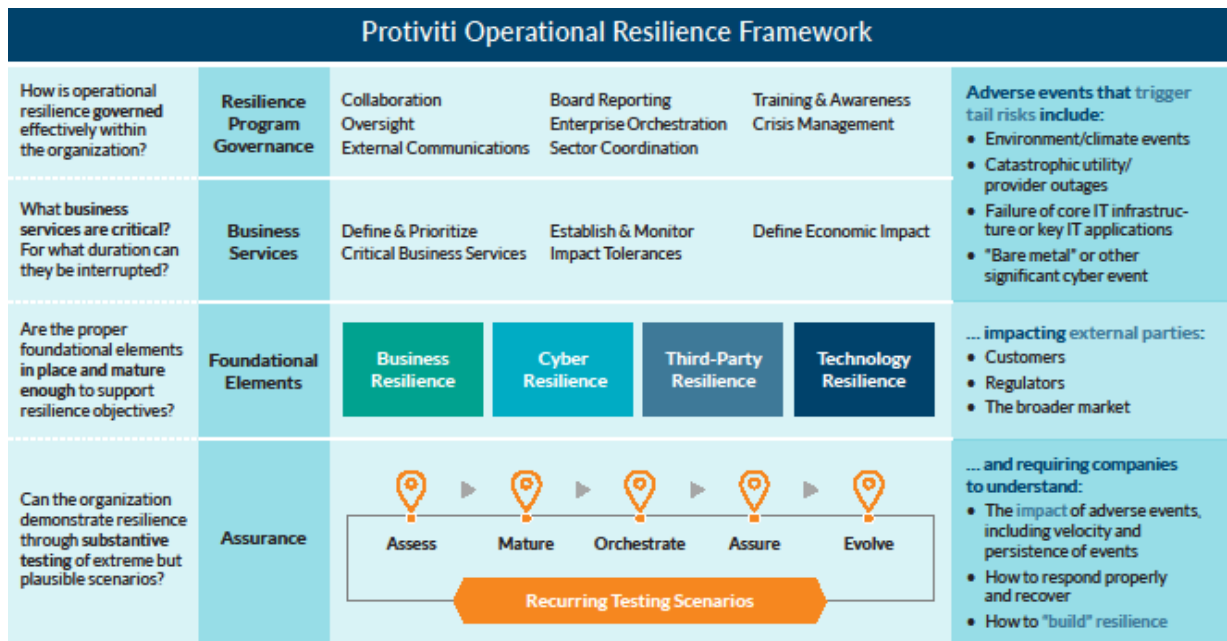 Protiviti Operational Resilience Framework
How is operational
resilience governed
effectively within
the organization?
Resilience
Program
Governance
Collaboration
Oversight
External Communications
Board Reporting
Enterprise Orchestration
Sector Coordination
Training & Awareness
Crisis Management
What business
services are critical?
For what duration can
they be interrupted?
Business
Services
Define & Prioritize
Critical Business Services
Establish & Monitor
Impact Tolerances
Define Economic Impact
Adverse events that trigger
tail risks include:
• Environment/climate events
• Catastrophic utility/
provider outages
• Failure of core IT infrastruc-
ture or key IT applications
• "Bare metal" or other
significant cyber event
Are the proper
foundational elements
in place and mature
enough to support
resilience objectives?
Foundational
Elements
Business
Resilience
Cyber
Resilience
Third-Party
Resilience
Technology
Resilience
... impacting external parties:
• Customers
• Regulators
• The broader market
Can the organization
demonstrate resilience
through substantive
testing of extreme but
plausible scenarios?
Assurance
Assess
Mature
Orchestrate
Assure
Evolve
Recurring Testing Scenarios
... and requiring companies
to understand:
• The impact of adverse events,
including velocity and
persistence of events
• How to respond properly
and recover
• How to "build" resilience